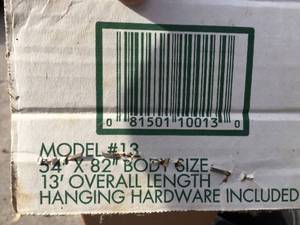 0 81501 10013 0
MODEL #13
54" X 82" BODY SIZE
13' OVERALL LENGTH
HANGING HARDWARE INCLUDED